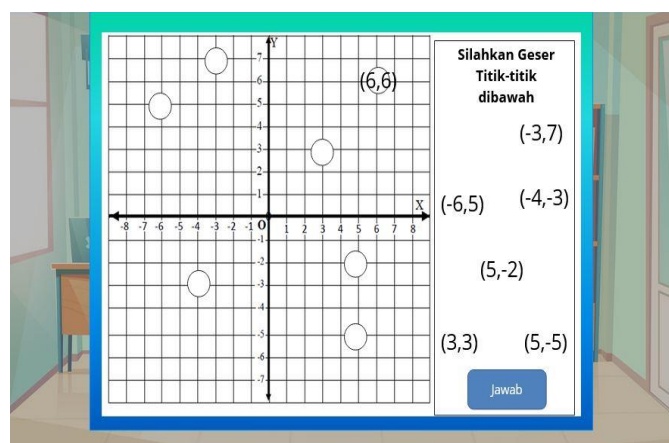 Y
7
6
5
4
3
2
1
(6,6)
X
-8 -7 -6 -5 -4 -3 -2 -1 O 1 2 3 4 5 6 7 8
-1
-2
-3
-4
-5
-6
-7
Silahkan Geser
Titik-titik
dibawah
(-3,7)
(-6,5) (-4,-3)
(5,-2)
(3,3) (5,-5)
Jawab